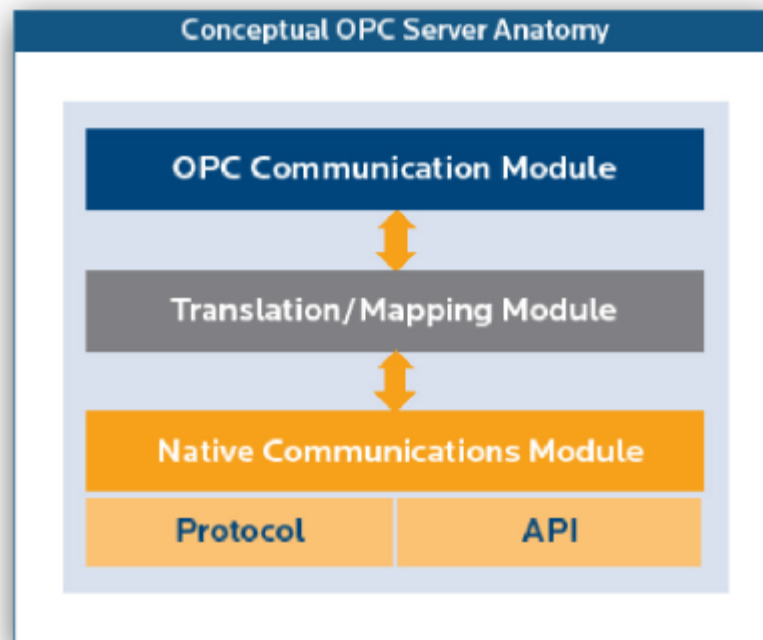 Conceptual OPC Server Anatomy
OPC Communication Module
Translation/Mapping Module
Native Communications Module
Protocol
API